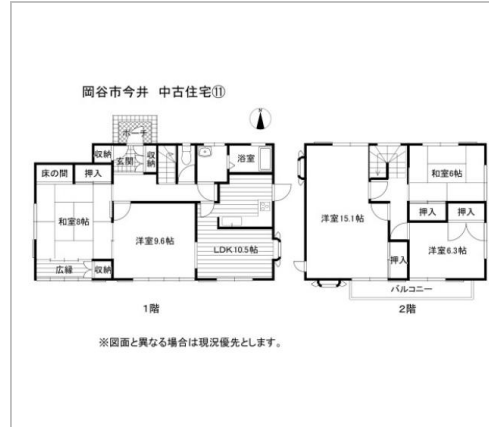 岡谷市今井 中古住宅⑪
ポーチ
収納
玄関
収納
浴室
床の間
押入
和室8帖
洋室9.6帖
LDK10.5帖
広縁
収納
1階
和室6帖
洋室15.1帖
押入
押入
洋室6.3帖
押入
バルコニー
2階
※図面と異なる場合は現況優先とします。